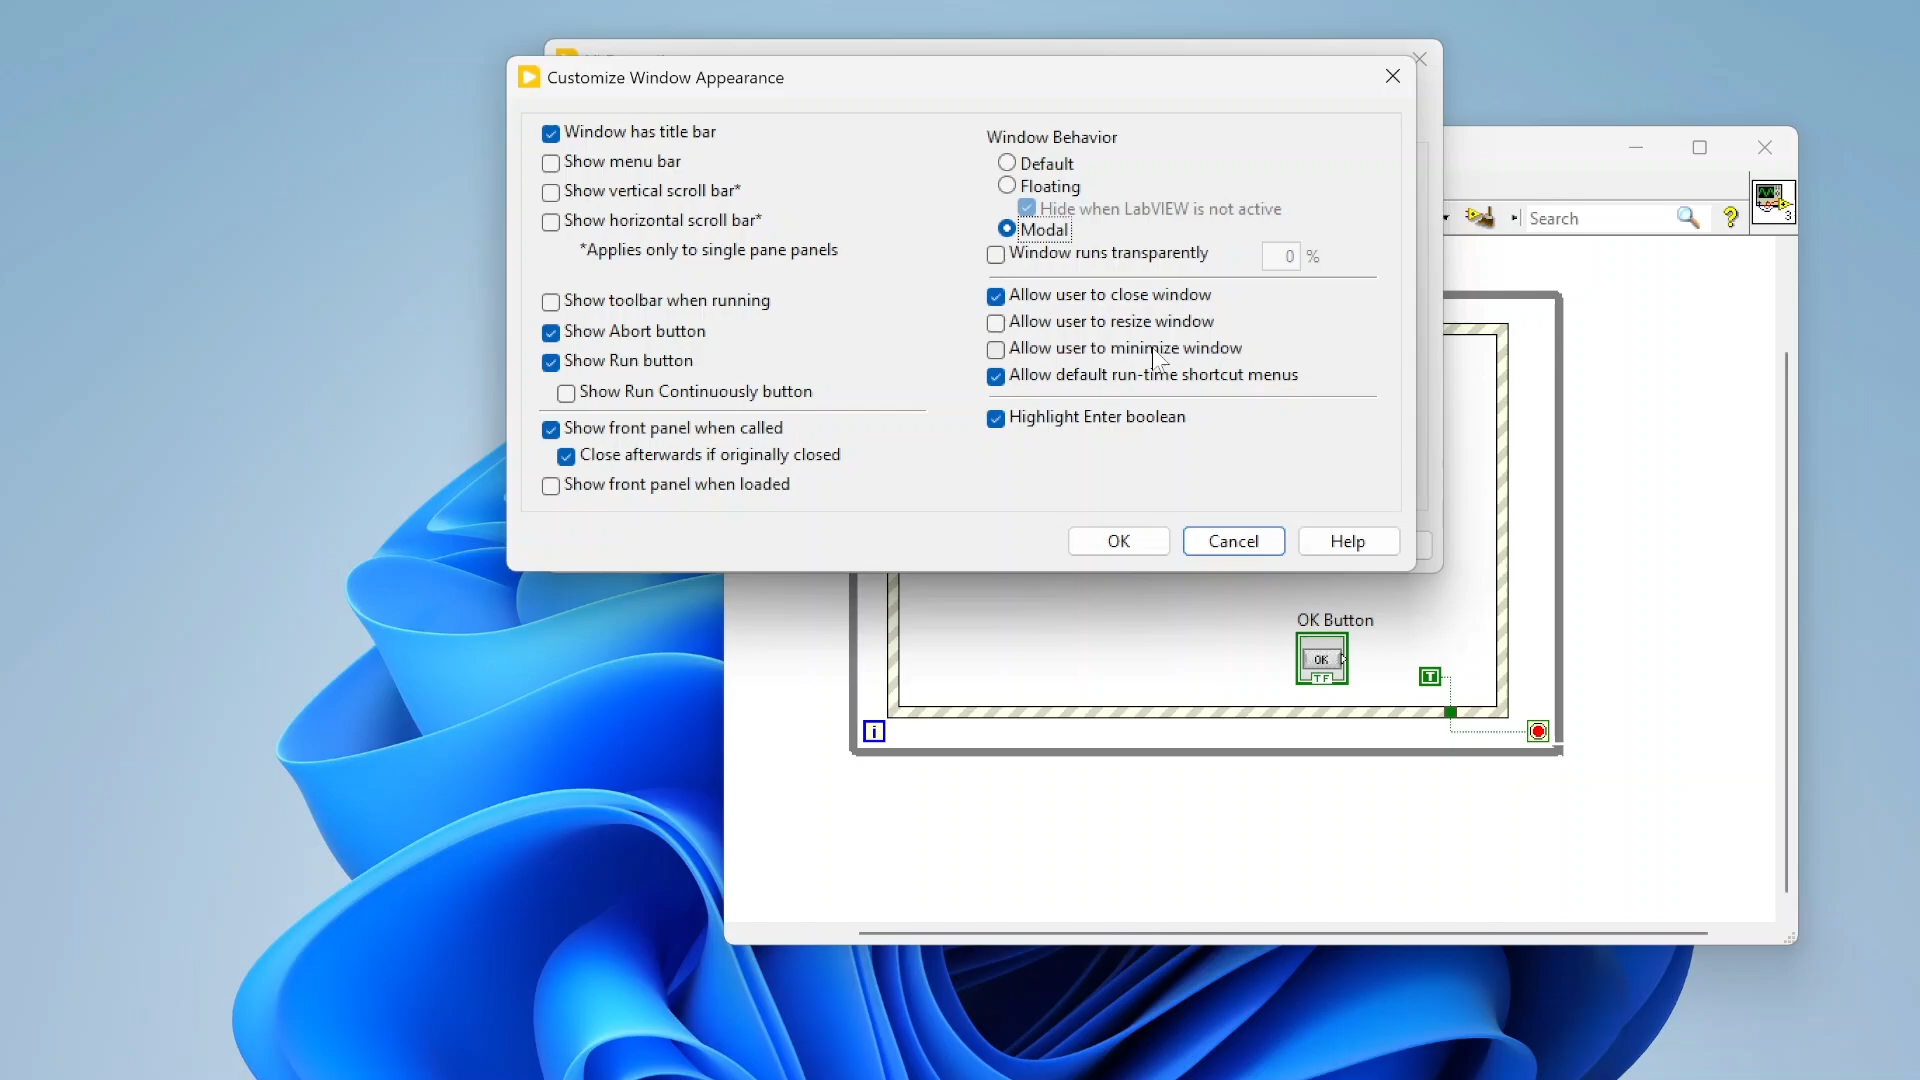 Customize Window Appearance
Window has title bar
Show menu bar
Show vertical scroll bar*
Show horizontal scroll bar*
*Applies only to single pane panels
Show toolbar when running
Show Abort button
Show Run button
Show Run Continuously button
Show front panel when called
Close afterwards if originally closed
Show front panel when loaded
Window Behavior
Default
Floating
Hide when LabVIEW is not active
Modal
Window runs transparently 0 %
Allow user to close window
Allow user to resize window
Allow user to minimize window
Allow default run-time shortcut menus
Highlight Enter boolean
OK
Cancel
Help
Search
?
3
OK Button
OK
TF
T
i